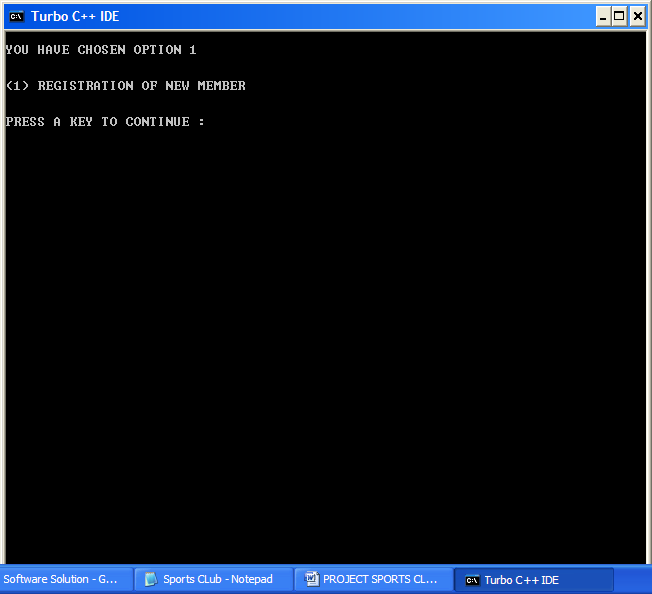 Turbo C++ IDE
YOU HAVE CHOSEN OPTION 1
(1) REGISTRATION OF NEW MEMBER
PRESS A KEY TO CONTINUE :
Software Solution - G... Sports CLub - Notepad PROJECT SPORTS CL... Turbo C++ IDE